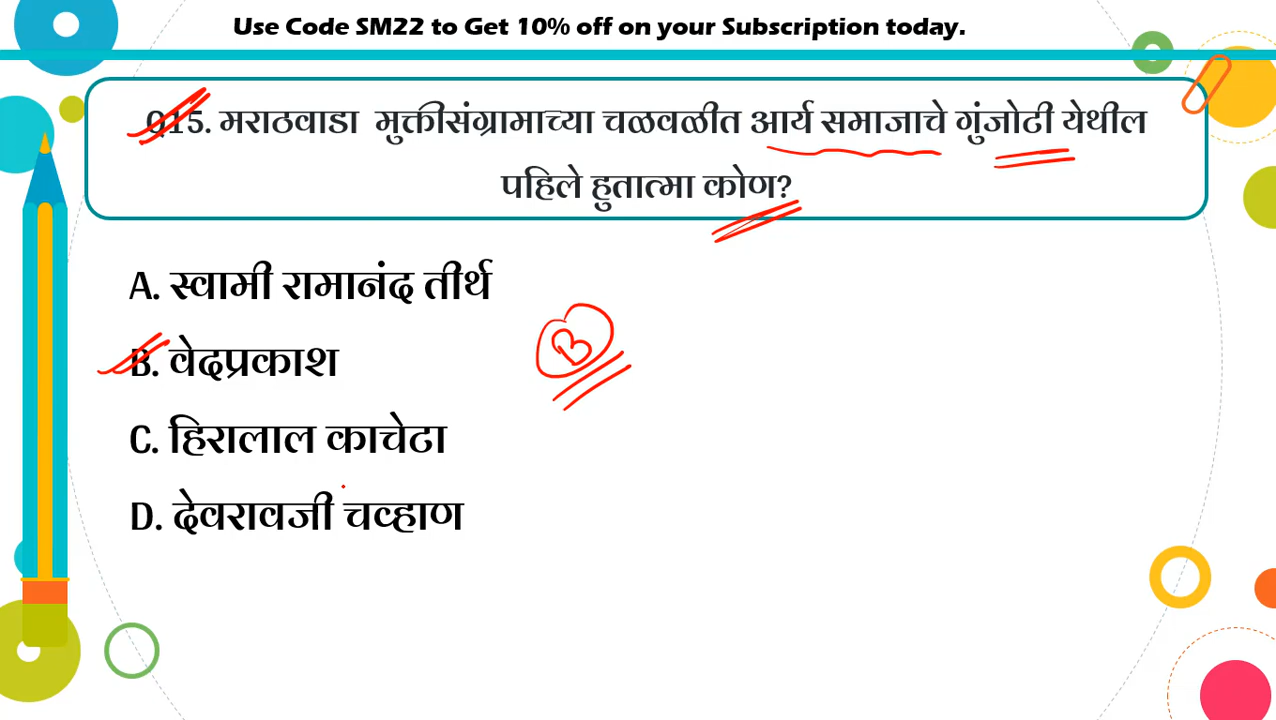 Use Code SM22 to Get 10% off on your Subscription today.
Q15. मराठवाडा मुक्तीसंग्रामाच्या चळवळीत आर्य समाजाचे गुंजोटी येथील
पहिले हुतात्मा कोण?
A. स्वामी रामानंद तीर्थ
B. वेदप्रकाश
B
C. हिरालाल काचेटा
D. देवरावजी चव्हाण